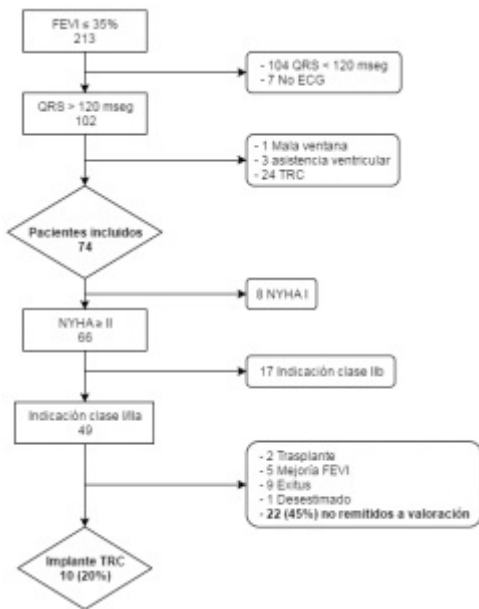 FEVI ≤ 35%
213
- 104 QRS < 120 mseg
- 7 No ECG
QRS > 120 mseg
102
- 1 Mala ventana
- 3 asistencia ventricular
- 24 TRC
Pacientes incluidos
74
8 NYHA I
NYHA ≥ II
66
17 Indicación clase IIb
Indicación clase I/IIa
49
- 2 Trasplante
- 5 Mejoría FEVI
- 9 Exitus
- 1 Desestimado
- 22 (45%) no remitidos a valoración
Implante TRC
10 (20%)